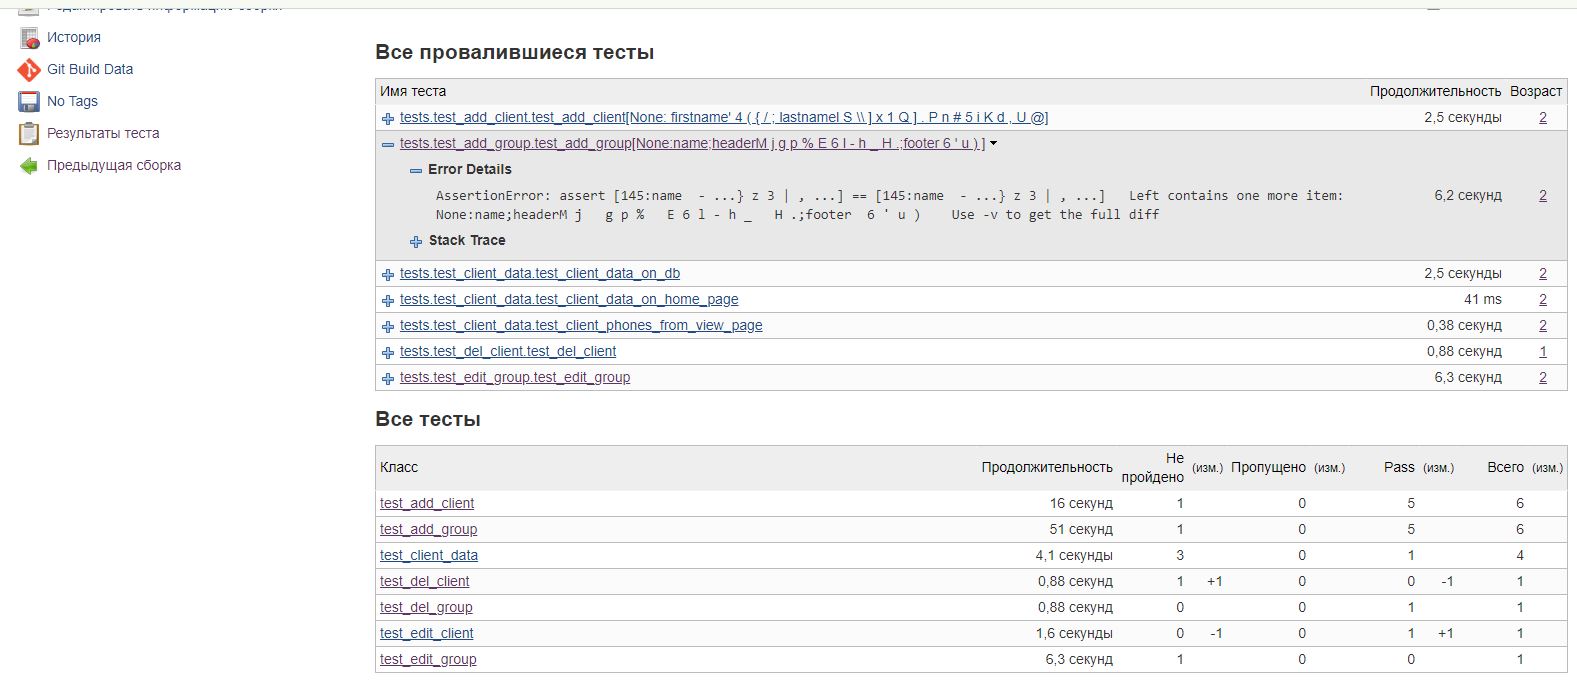 Редактировать информацию сборки
История
Git Build Data
No Tags
Результаты теста
Предыдущая сборка
Все провалившиеся тесты
Имя теста Продолжительность Возраст
tests.test_add_client.test_add_client[None: firstname' 4 ( { / ; lastnamel S \\ ] x 1 Q ] . P n # 5 i K d , U @] 2,5 секунды 2
tests.test_add_group.test_add_group[None:name;headerM j g p % E 6 l - h _ H .;footer 6 ' u ) ]
Error Details
AssertionError: assert [145:name - ...} z 3 | , ...] == [145:name - ...} z 3 | , ...] Left contains one more item: 6,2 секунд 2
None:name;headerM j g p % E 6 l - h _ H .;footer 6 ' u ) Use -v to get the full diff
Stack Trace
tests.test_client_data.test_client_data_on_db 2,5 секунды 2
tests.test_client_data.test_client_data_on_home_page 41 ms 2
tests.test_client_data.test_client_phones_from_view_page 0,38 секунд 2
tests.test_del_client.test_del_client 0,88 секунд 1
tests.test_edit_group.test_edit_group 6,3 секунд 2
Все тесты
Класс Продолжительность Не пройдено (изм.) Пропущено (изм.) Pass (изм.) Всего (изм.)
test_add_client 16 секунд 1 0 5 6
test_add_group 51 секунд 1 0 5 6
test_client_data 4,1 секунды 3 0 1 4
test_del_client 0,88 секунд 1 +1 0 0 -1 1
test_del_group 0,88 секунд 0 0 1 1
test_edit_client 1,6 секунды 0 -1 0 1 +1 1
test_edit_group 6,3 секунд 1 0 0 1